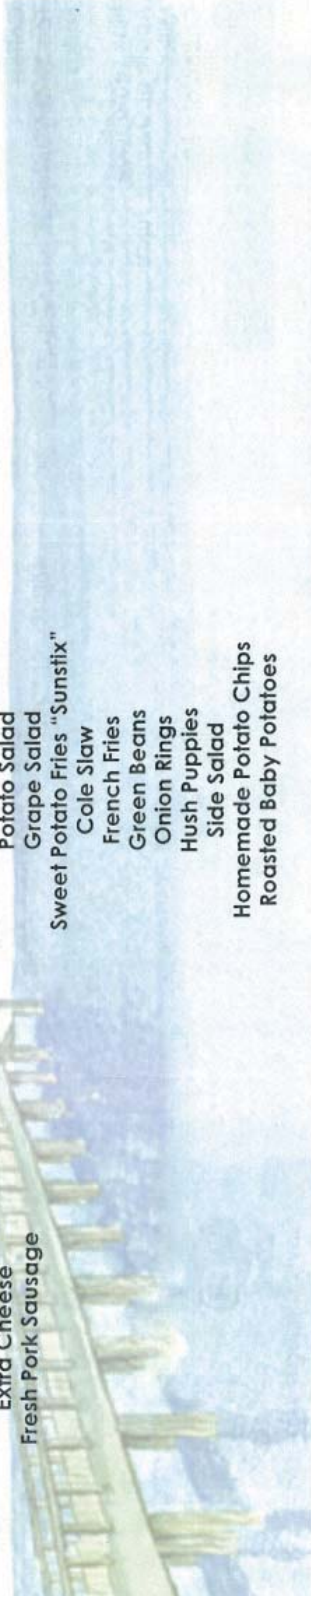 Extra Cheese
Fresh Pork Sausage
Potato Salad
Grape Salad
Sweet Potato Fries “Sunstix”
Cole Slaw
French Fries
Green Beans
Onion Rings
Hush Puppies
Side Salad
Homemade Potato Chips
Roasted Baby Potatoes